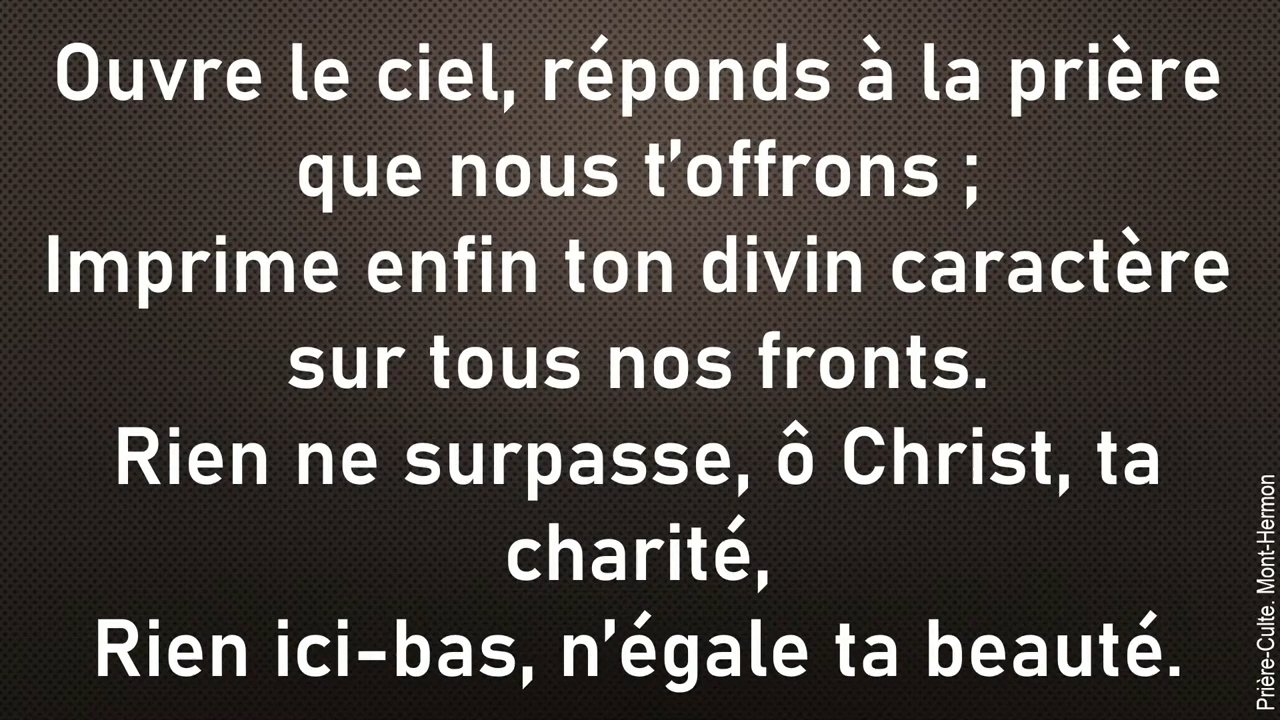 Ouvre le ciel, réponds à la prière
que nous t’offrons ;
Imprime enfin ton divin caractère
sur tous nos fronts.
Rien ne surpasse, ô Christ, ta
charité,
Rien ici-bas, n’égale ta beauté.
Prière-Culte. Mont-Hermon